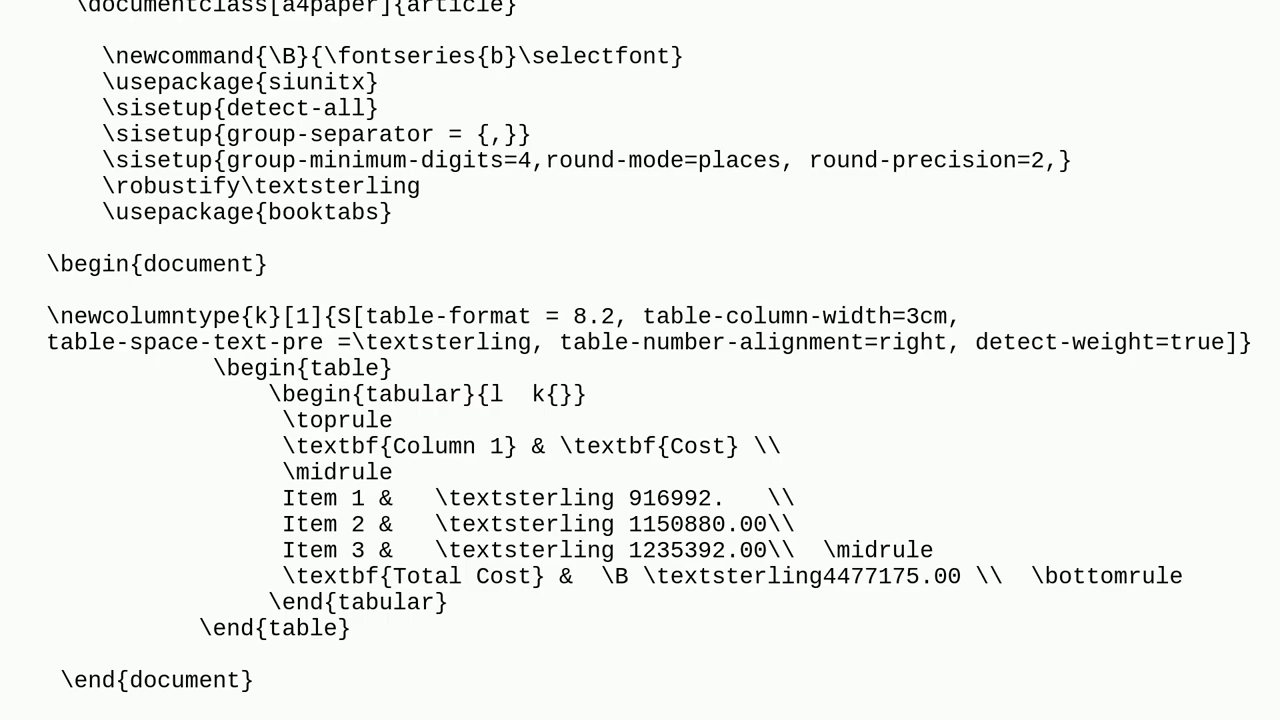 \documentclass[a4paper]{article}
\newcommand{\B}{\fontseries{b}\selectfont}
\usepackage{siunitx}
\sisetup{detect-all}
\sisetup{group-separator = {,}}
\sisetup{group-minimum-digits=4,round-mode=places, round-precision=2,}
\robustify\textsterling
\usepackage{booktabs}
\begin{document}
\newcolumntype{k}[1]{S[table-format = 8.2, table-column-width=3cm,
table-space-text-pre =\textsterling, table-number-alignment=right, detect-weight=true]}
\begin{table}
\begin{tabular}{l  k{}}
\toprule
\textbf{Column 1} & \textbf{Cost} \\
\midrule
Item 1 &   \textsterling 916992.   \\
Item 2 &   \textsterling 1150880.00\\
Item 3 &   \textsterling 1235392.00\\  \midrule
\textbf{Total Cost} &  \B \textsterling4477175.00 \\  \bottomrule
\end{tabular}
\end{table}
\end{document}